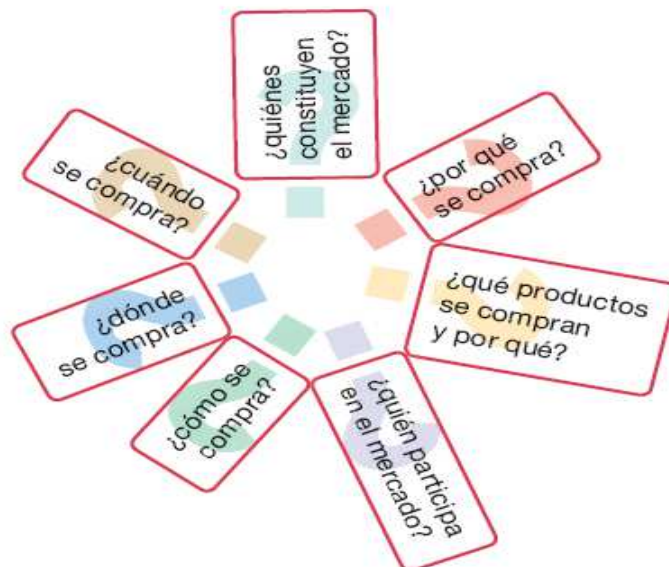 ¿quiénes
constituyen
el mercado?
¿por qué
se compra?
¿qué productos
se compran
y por qué?
¿quién participa
en el mercado?
¿cómo se
compra?
¿dónde
se compra?
¿cuándo
se compra?